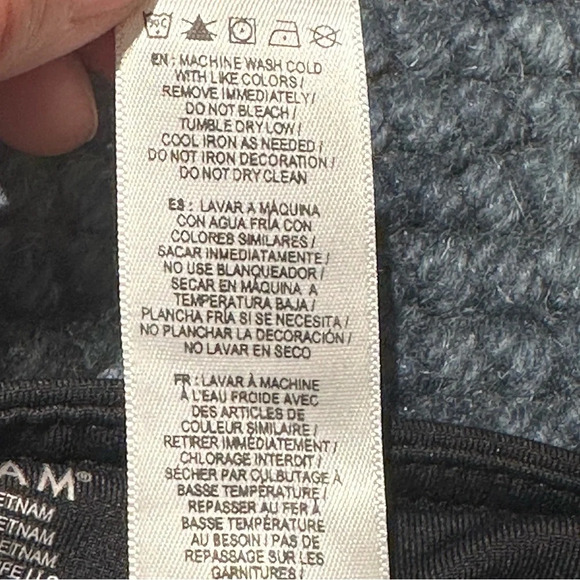 30C
EN : MACHINE WASH COLD
WITH LIKE COLORS /
REMOVE IMMEDIATELY /
DO NOT BLEACH /
TUMBLE DRY LOW /
COOL IRON AS NEEDED /
DO NOT IRON DECORATION /
DO NOT DRY CLEAN
ES : LAVAR A MÁQUINA
CON AGUA FRÍA CON
COLORES SIMILARES /
SACAR INMEDIATAMENTE /
NO USE BLANQUEADOR /
SECAR EN MÁQUINA A
TEMPERATURA BAJA /
PLANCHA FRÍA SI SE NECESITA /
NO PLANCHAR LA DECORACIÓN /
NO LAVAR EN SECO
FR : LAVAR À MACHINE
À L'EAU FROIDE AVEC
DES ARTICLES DE
COULEUR SIMILAIRE /
RETIRER IMMÉDIATEMENT /
CHLORAGE INTERDIT /
SÉCHER PAR CULBUTAGE À
BASSE TEMPÉRATURE /
REPASSER AU FER À
BASSE TEMPÉRATURE
AU BESOIN / PAS DE
REPASSAGE SUR LES
GARNITURES /
AM®
ETNAM
ETNAM
ETNAM